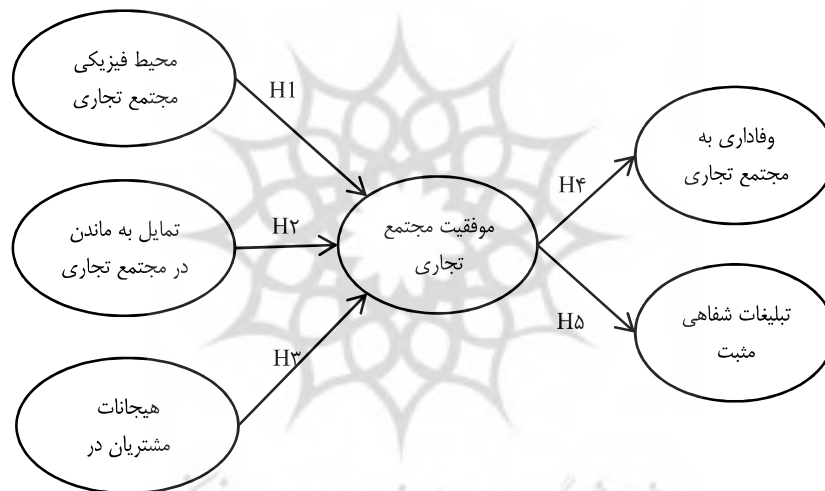 محیط فیزیکی
مجتمع تجاری
H1
وفاداری به
مجتمع تجاری
H۴
تمایل به ماندن
در مجتمع تجاری
H۲
موفقیت مجتمع
تجاری
H۵
تبلیغات شفاهی
مثبت
H۳
هیجانات
مشتریان در